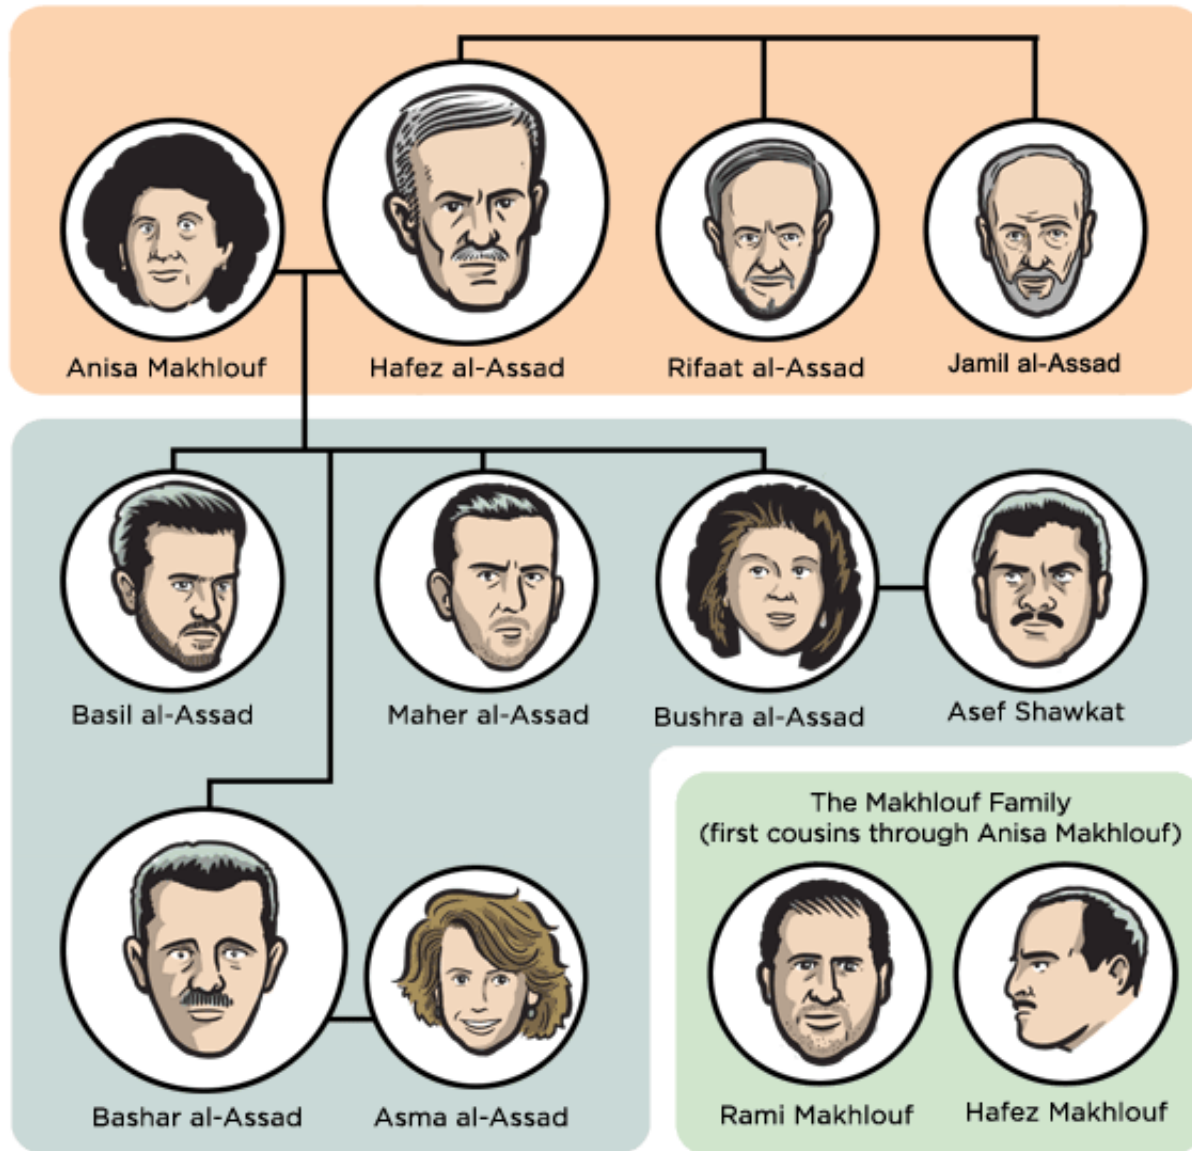 Anisa Makhlouf
Hafez al-Assad
Rifaat al-Assad
Jamil al-Assad
Basil al-Assad
Maher al-Assad
Bushra al-Assad
Asef Shawkat
The Makhlouf Family
(first cousins through Anisa Makhlouf)
Bashar al-Assad
Asma al-Assad
Rami Makhlouf
Hafez Makhlouf